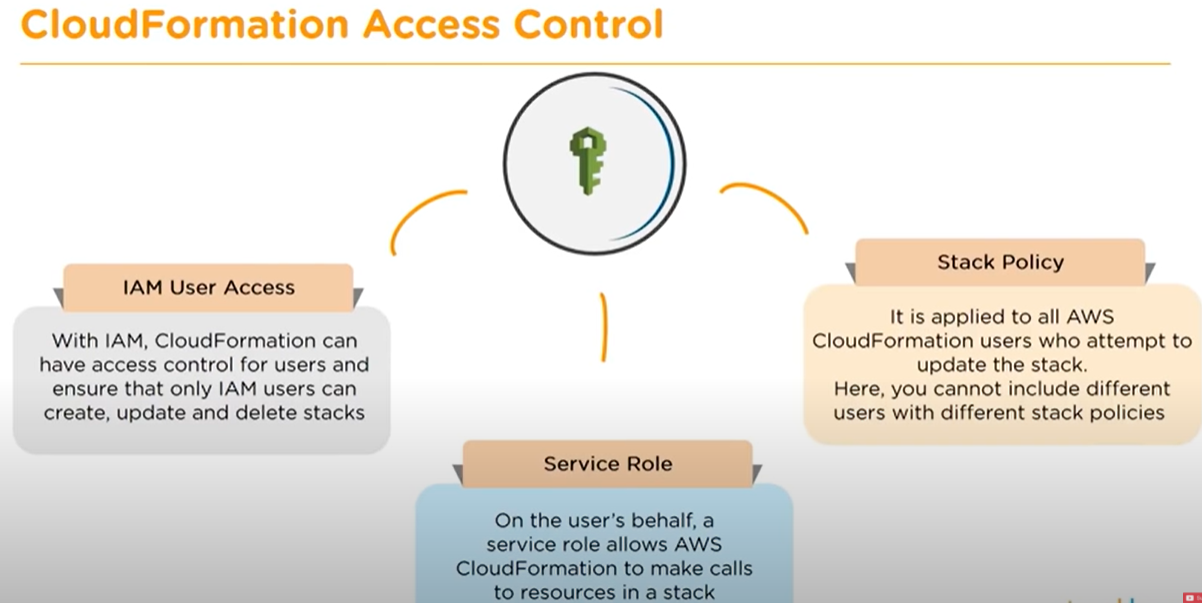 CloudFormation Access Control
IAM User Access
With IAM, CloudFormation can
have access control for users and
ensure that only IAM users can
create, update and delete stacks
Service Role
On the user's behalf, a
service role allows AWS
CloudFormation to make calls
to resources in a stack
Stack Policy
It is applied to all AWS
CloudFormation users who attempt to
update the stack.
Here, you cannot include different
users with different stack policies